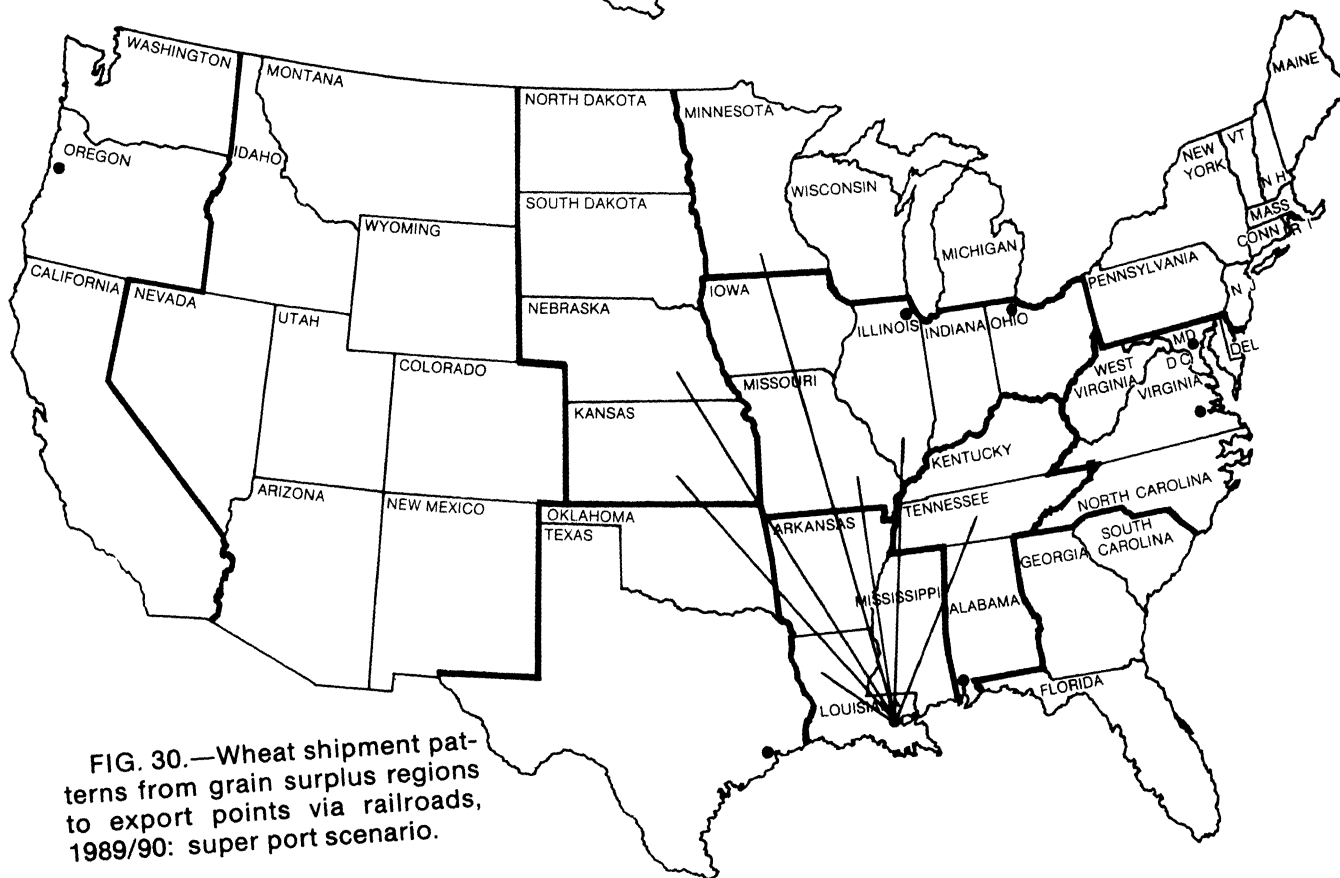 WASHINGTON
MONTANA
MAINE
NORTH DAKOTA
MINNESOTA
OREGON
IDAHO
VT
NEW
YORK
N H
WISCONSIN
SOUTH DAKOTA
MASS
WYOMING
CONN
R I
MICHIGAN
CALIFORNIA
NEVADA
PENNSYLVANIA
IOWA
N
NEBRASKA
UTAH
ILLINOIS
INDIANA
OHIO
MD
DEL
D C
COLORADO
WEST
VIRGINIA
MISSOURI
VIRGINIA
KANSAS
KENTUCKY
ARIZONA
NEW MEXICO
OKLAHOMA
TENNESSEE
NORTH CAROLINA
ARKANSAS
TEXAS
SOUTH
CAROLINA
GEORGIA
MISSISSIPPI
ALABAMA
FLORIDA
LOUISIA
FIG. 30.—Wheat shipment pat-
terns from grain surplus regions
to export points via railroads,
1989/90: super port scenario.